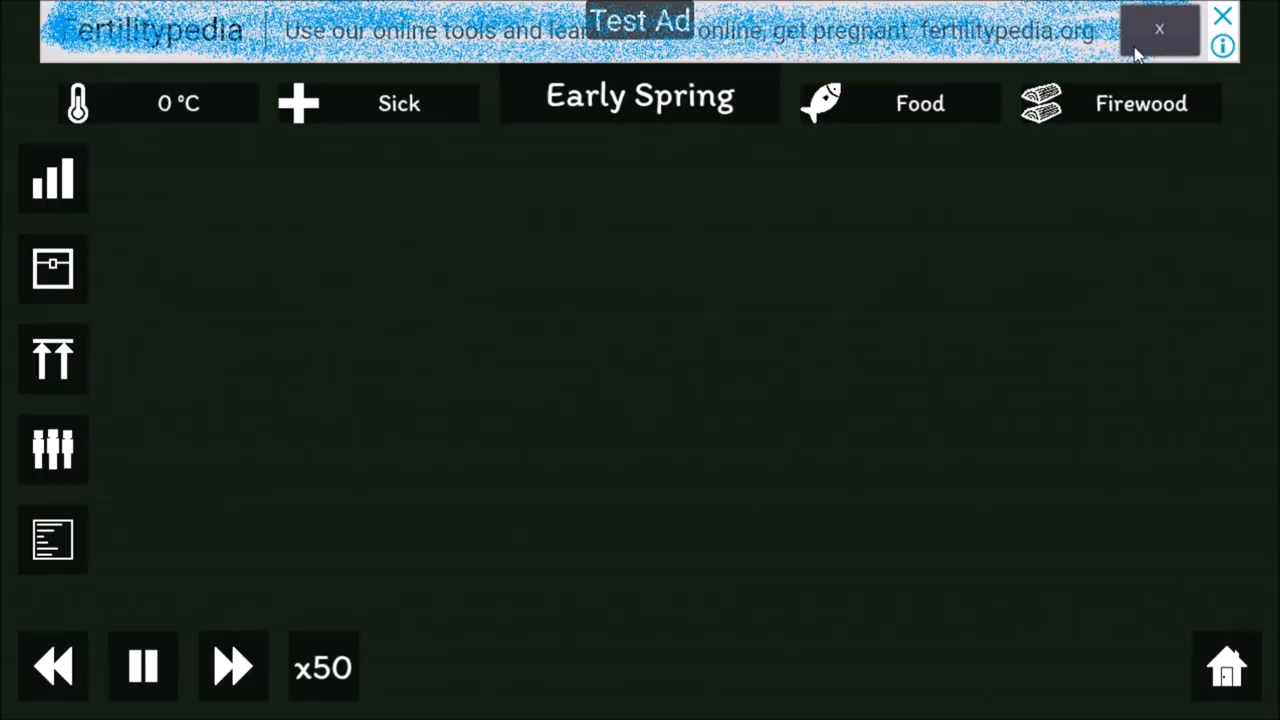 Fertilitypedia
Use our online tools and lear
Test Ad
online, get pregnant. fertilitypedia.org
x
0 °C
Sick
Early Spring
Food
Firewood
x50